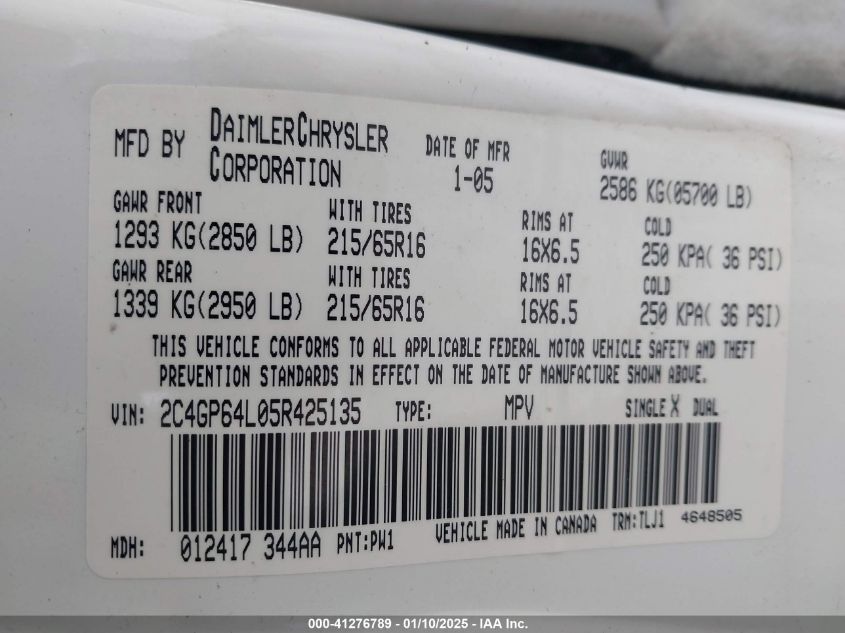 MFD BY DAIMLERCHRYSLER CORPORATION DATE OF MFR 1-05 GVWR 2586 KG(05700 LB)
GAWR FRONT WITH TIRES RIMS AT COLD
1293 KG(2850 LB) 215/65R16 16X6.5 250 KPA( 36 PSI)
GAWR REAR WITH TIRES RIMS AT COLD
1339 KG(2950 LB) 215/65R16 16X6.5 250 KPA( 36 PSI)
THIS VEHICLE CONFORMS TO ALL APPLICABLE FEDERAL MOTOR VEHICLE SAFETY AND THEFT
PREVENTION STANDARDS IN EFFECT ON THE DATE OF MANUFACTURE SHOWN ABOVE.
VIN: 2C4GP64L05R425135 TYPE: MPV SINGLE X DUAL
MDH: 012417 344AA PNT:PW1 VEHICLE MADE IN CANADA TRM:TLJ1 4648505
000-41276789 - 01/10/2025 - IAA Inc.